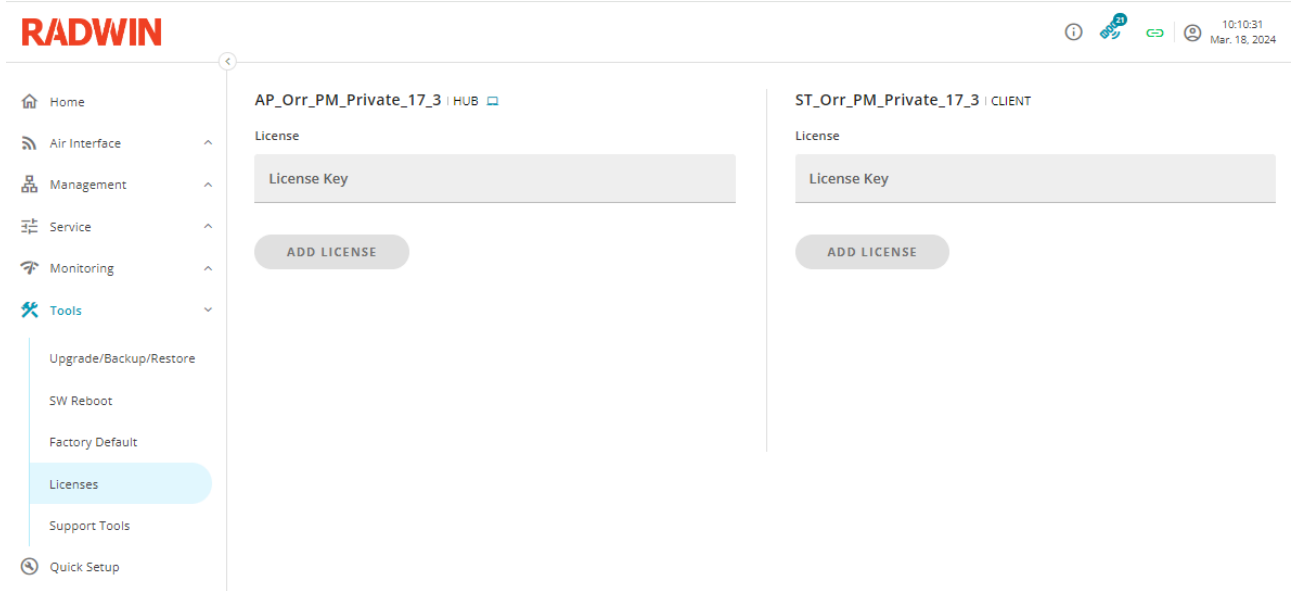 RADWIN
21
10:10:31
Mar. 18, 2024
Home
Air Interface
Management
Service
Monitoring
Tools
Upgrade/Backup/Restore
SW Reboot
Factory Default
Licenses
Support Tools
Quick Setup
AP_Orr_PM_Private_17_3 | HUB
License
License Key
ADD LICENSE
ST_Orr_PM_Private_17_3 | CLIENT
License
License Key
ADD LICENSE